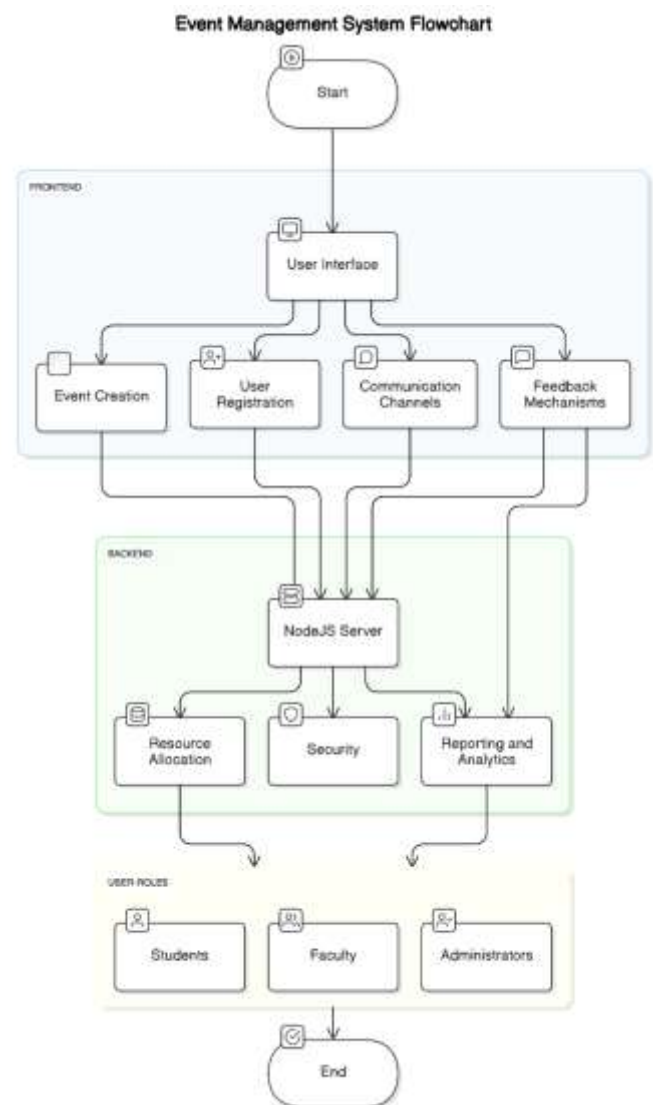 Event Management System Flowchart
Start
FRONTEND
User Interface
Event Creation
User
Registration
Communication
Channels
Feedback
Mechanisms
BACKEND
NodeJS Server
Resource
Allocation
Security
Reporting and
Analytics
USER ROLES
Students
Faculty
Administrators
End